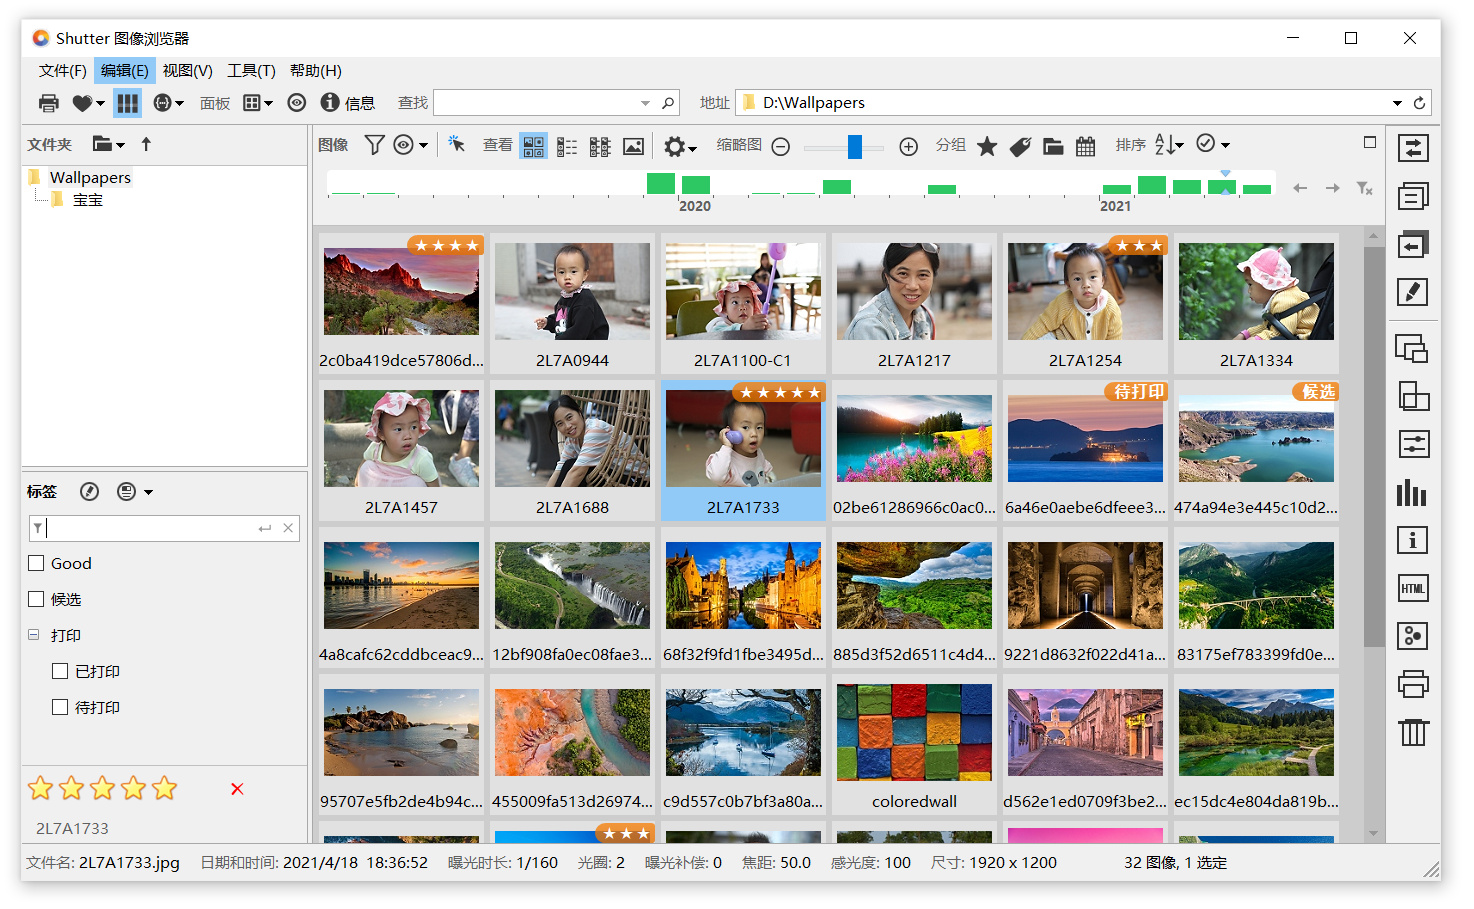 Shutter 图像浏览器
文件(F) 编辑(E) 视图(V) 工具(T) 帮助(H)
面板 信息 查找 地址 D:\Wallpapers
文件夹
图像 查看 缩略图 分组 排序
Wallpapers
宝宝
2020 2021
2c0ba419dce57806d... 2L7A0944 2L7A1100-C1 2L7A1217 2L7A1254 2L7A1334
待打印 候选
2L7A1457 2L7A1688 2L7A1733 02be61286966c0ac0... 6a46e0aebe6dfeee3... 474a94e3e445c10d2...
4a8cafc62cddbceac9... 12bf908fa0ec08fae3... 68f32f9fd1fbe3495d... 885d3f52d6511c4d4... 9221d8632f022d41a... 83175ef783399fd0e...
95707e5fb2de4b94c... 455009fa513d26974... c9d557c0b7bf3a80a... coloredwall d562e1ed0709f3be2... ec15dc4e804da819b...
标签
Good
候选
打印
已打印
待打印
2L7A1733
HTML
文件名: 2L7A1733.jpg 日期和时间: 2021/4/18 18:36:52 曝光时长: 1/160 光圈: 2 曝光补偿: 0 焦距: 50.0 感光度: 100 尺寸: 1920 x 1200 32 图像, 1 选定